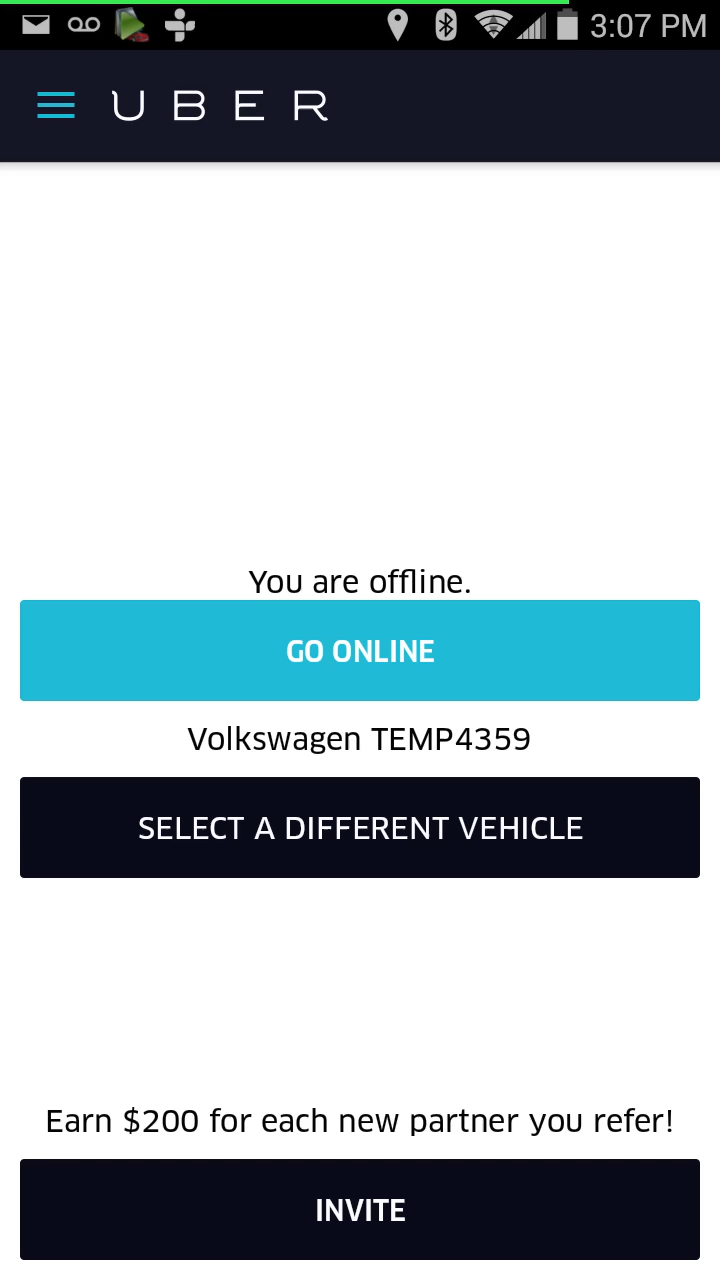 3:07 PM
UBER
You are offline.
GO ONLINE
Volkswagen TEMP4359
SELECT A DIFFERENT VEHICLE
Earn $200 for each new partner you refer!
INVITE